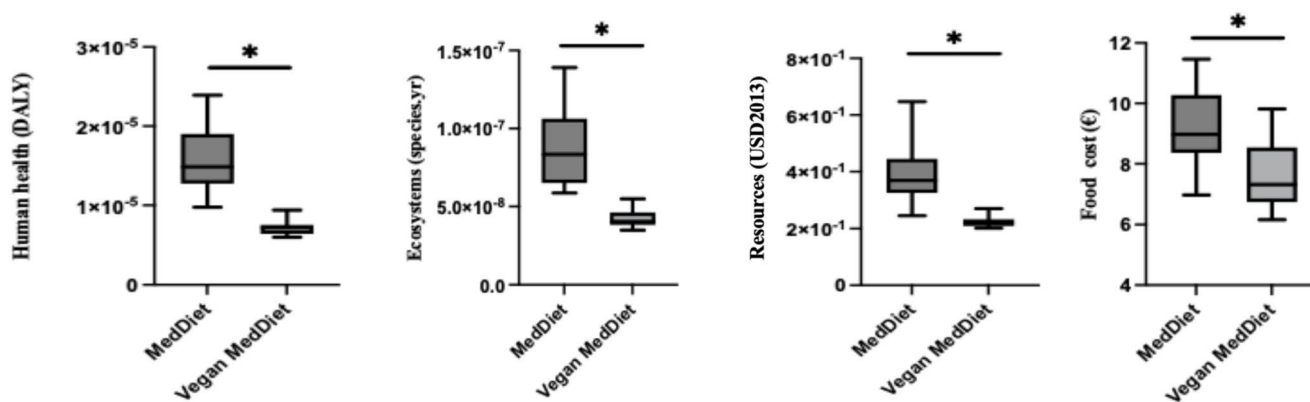 Human health (DALY)
3×10⁻⁵
2×10⁻⁵
1×10⁻⁵
0
*
MedDiet
Vegan MedDiet
Ecosystems (species.yr)
1.5×10⁻⁷
1.0×10⁻⁷
5.0×10⁻⁸
0.0
*
MedDiet
Vegan MedDiet
Resources (USD2013)
8×10⁻¹
6×10⁻¹
4×10⁻¹
2×10⁻¹
0
*
MedDiet
Vegan MedDiet
Food cost (€)
12
10
8
6
4
*
MedDiet
Vegan MedDiet